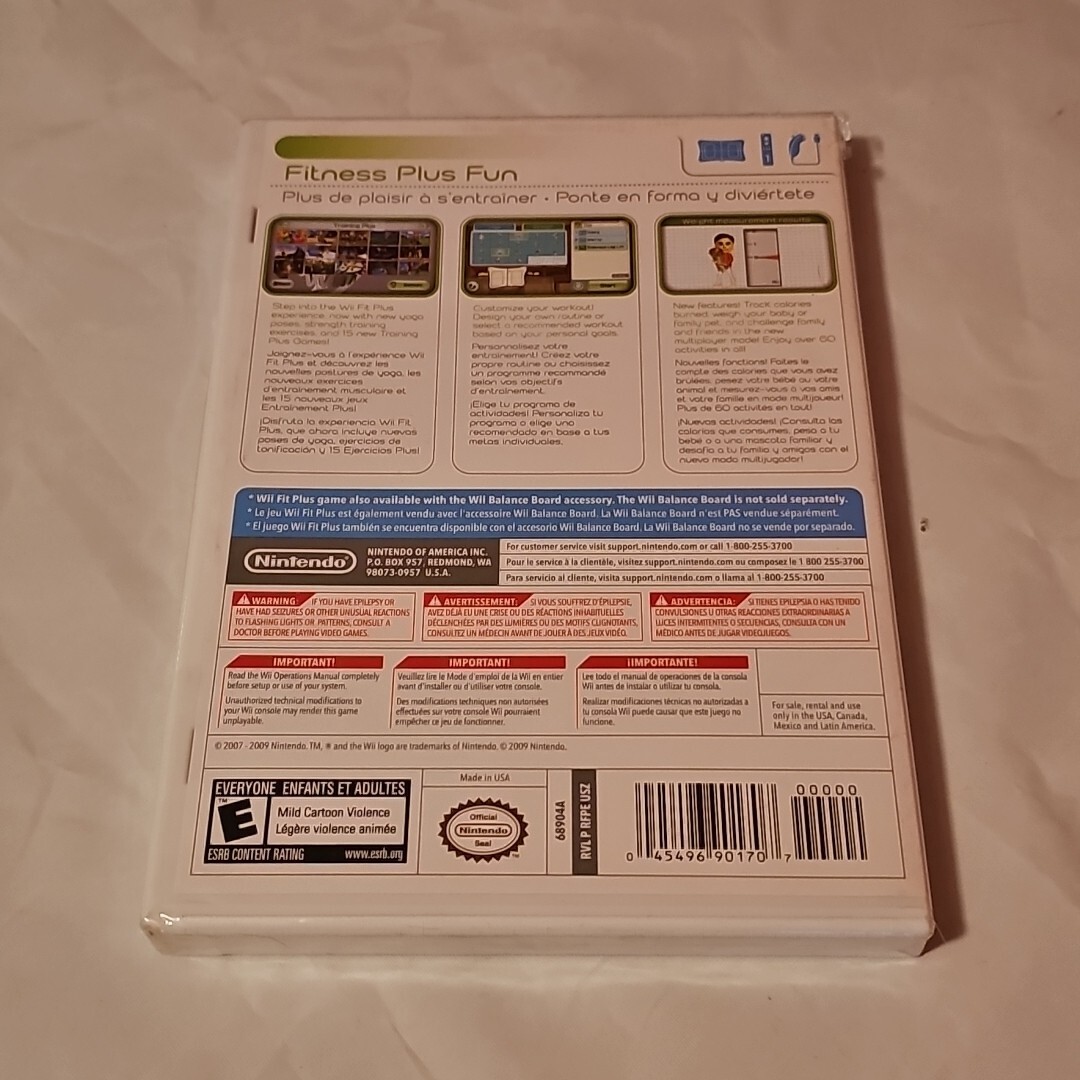 Fitness Plus Fun
Plus de plaisir à s'entraîner • Ponte en forma y diviértete
Training Plus
Weight measurement results
Start
Step into the Wii Fit Plus
experience, now with new yoga
poses, strength training
exercises, and 15 new Training
Plus Games!
Joignez-vous à l'expérience Wii
Fit Plus et découvrez les
nouvelles postures de yoga, les
nouveaux exercices
d'entraînement musculaire et
les 15 nouveaux jeux
Entraînement Plus!
¡Disfruta la experiencia Wii Fit
Plus, que ahora incluye nuevas
poses de yoga, ejercicios de
tonificación y 15 Ejercicios Plus!
Customize your workout!
Design your own routine or
select a recommended workout
based on your personal goals.
Personnalisez votre
entraînement! Créez votre
propre routine ou choisissez
un programme recommandé
selon vos objectifs
d'entraînement.
¡Elige tu programa de
actividades! Personaliza tu
programa o elige una
recomendado en base a tus
metas individuales.
New features! Track calories
burned, weigh your baby or
family pet, and challenge family
and friends in the new
multiplayer mode! Enjoy over 60
activities in all!
Nouvelles fonctions! Faites le
compte des calories que vous avez
brûlées, pesez votre bébé ou votre
animal et mesurez-vous à vos amis
et votre famille en mode multijoueur!
Plus de 60 activités en tout!
¡Nuevas actividades! ¡Consulta las
calorías que consumes, pesa a tu
bebé o a una mascota familiar y
desafía a tu familia y amigos con el
nuevo modo multijugador!
* Wii Fit Plus game also available with the Wii Balance Board accessory. The Wii Balance Board is not sold separately.
* Le jeu Wii Fit Plus est également vendu avec l'accessoire Wii Balance Board. La Wii Balance Board n'est PAS vendue séparément.
* El juego Wii Fit Plus también se encuentra disponible con el accesorio Wii Balance Board. La Wii Balance Board no se vende por separado.
Nintendo®
NINTENDO OF AMERICA INC.
P.O. BOX 957, REDMOND, WA
98073-0957 U.S.A.
For customer service visit support.nintendo.com or call 1-800-255-3700
Pour le service à la clientèle, visitez support.nintendo.com ou composez le 1 800 255-3700
Para servicio al cliente, visita support.nintendo.com o llama al 1-800-255-3700
WARNING: IF YOU HAVE EPILEPSY OR
HAVE HAD SEIZURES OR OTHER UNUSUAL REACTIONS
TO FLASHING LIGHTS OR PATTERNS, CONSULT A
DOCTOR BEFORE PLAYING VIDEO GAMES.
AVERTISSEMENT: SI VOUS SOUFFREZ D'ÉPILEPSIE,
AVEZ DÉJÀ EU UNE CRISE OU DES RÉACTIONS INHABITUELLES
DÉCLENCHÉES PAR DES LUMIÈRES OU DES MOTIFS CLIGNOTANTS,
CONSULTEZ UN MÉDECIN AVANT DE JOUER À DES JEUX VIDÉO.
ADVERTENCIA: SI TIENES EPILEPSIA O HAS TENIDO
CONVULSIONES U OTRAS REACCIONES EXTRAORDINARIAS A
LUCES INTERMITENTES O SECUENCIAS, CONSULTA CON UN
MÉDICO ANTES DE JUGAR VIDEOJUEGOS.
IMPORTANT!
Read the Wii Operations Manual completely
before setup or use of your system.
Unauthorized technical modifications to
your Wii console may render this game
unplayable.
IMPORTANT!
Veuillez lire le Mode d'emploi de la Wii en entier
avant d'installer ou d'utiliser votre console.
Des modifications techniques non autorisées
effectuées sur votre console Wii pourraient
empêcher ce jeu de fonctionner.
¡IMPORTANTE!
Lee todo el manual de operaciones de la consola
Wii antes de instalar o utilizar tu consola.
Realizar modificaciones técnicas no autorizadas a
tu consola Wii puede causar que este juego no
funcione.
For sale, rental and use
only in the USA, Canada,
Mexico and Latin America.
© 2007 - 2009 Nintendo. TM, ® and the Wii logo are trademarks of Nintendo. © 2009 Nintendo.
EVERYONE ENFANTS ET ADULTES
E
TM
Mild Cartoon Violence
Légère violence animée
ESRB CONTENT RATING www.esrb.org
Made in USA
Official
Nintendo
Seal
TM
68904A
RVL P RFPE USZ
0 45496 90170 7
00000